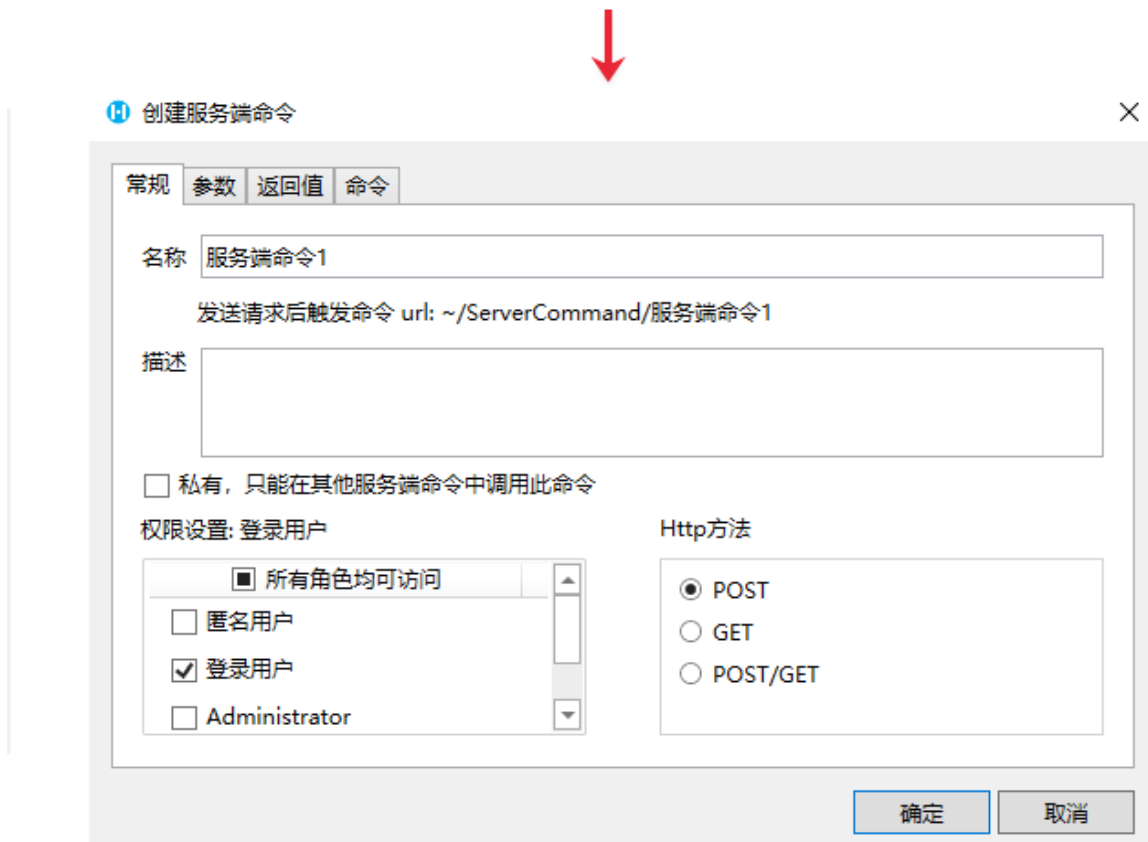 创建服务端命令
常规 参数 返回值 命令
名称 服务端命令1
发送请求后触发命令 url: ~/ServerCommand/服务端命令1
描述
私有，只能在其他服务端命令中调用此命令
权限设置: 登录用户
Http方法
所有角色均可访问
匿名用户
登录用户
Administrator
POST
GET
POST/GET
确定 取消